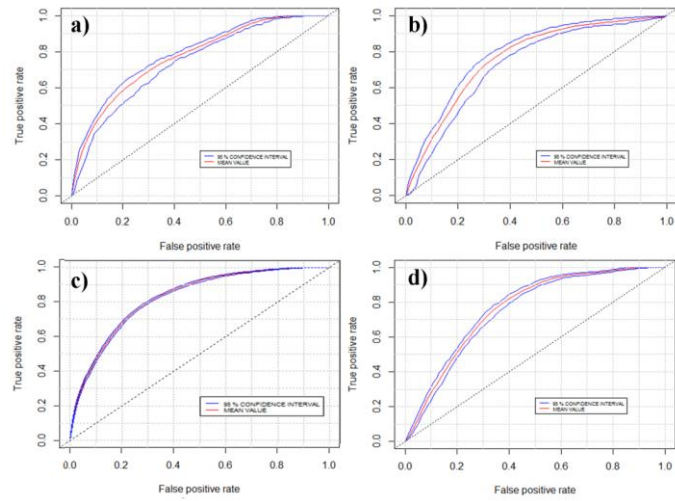 a)
True positive rate
0.0 0.2 0.4 0.6 0.8 1.0
0.0 0.2 0.4 0.6 0.8 1.0
False positive rate
95 % CONFIDENCE INTERVAL
MEAN VALUE
b)
True positive rate
0.0 0.2 0.4 0.6 0.8 1.0
0.0 0.2 0.4 0.6 0.8 1.0
False positive rate
95 % CONFIDENCE INTERVAL
MEAN VALUE
c)
True positive rate
0.0 0.2 0.4 0.6 0.8 1.0
0.0 0.2 0.4 0.6 0.8 1.0
False positive rate
95 % CONFIDENCE INTERVAL
MEAN VALUE
d)
True positive rate
0.0 0.2 0.4 0.6 0.8 1.0
0.0 0.2 0.4 0.6 0.8 1.0
False positive rate
95 % CONFIDENCE INTERVAL
MEAN VALUE